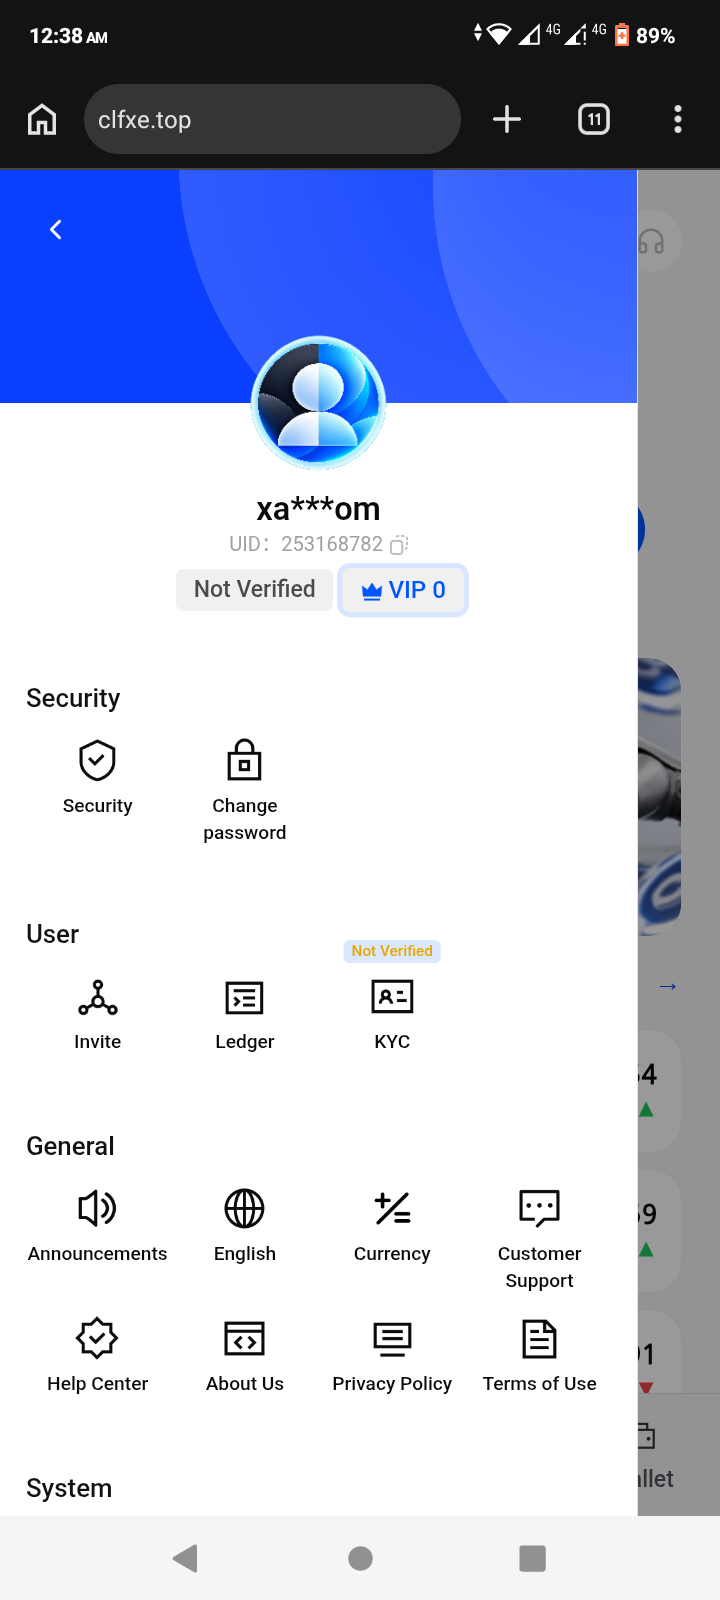 12:38 AM
4G 4G 89%
clfxe.top
11
xa***om
UID: 253168782
Not Verified
VIP 0
Security
Security
Change
password
User
Not Verified
Invite
Ledger
KYC
General
Announcements
English
Currency
Customer
Support
Help Center
About Us
Privacy Policy
Terms of Use
System